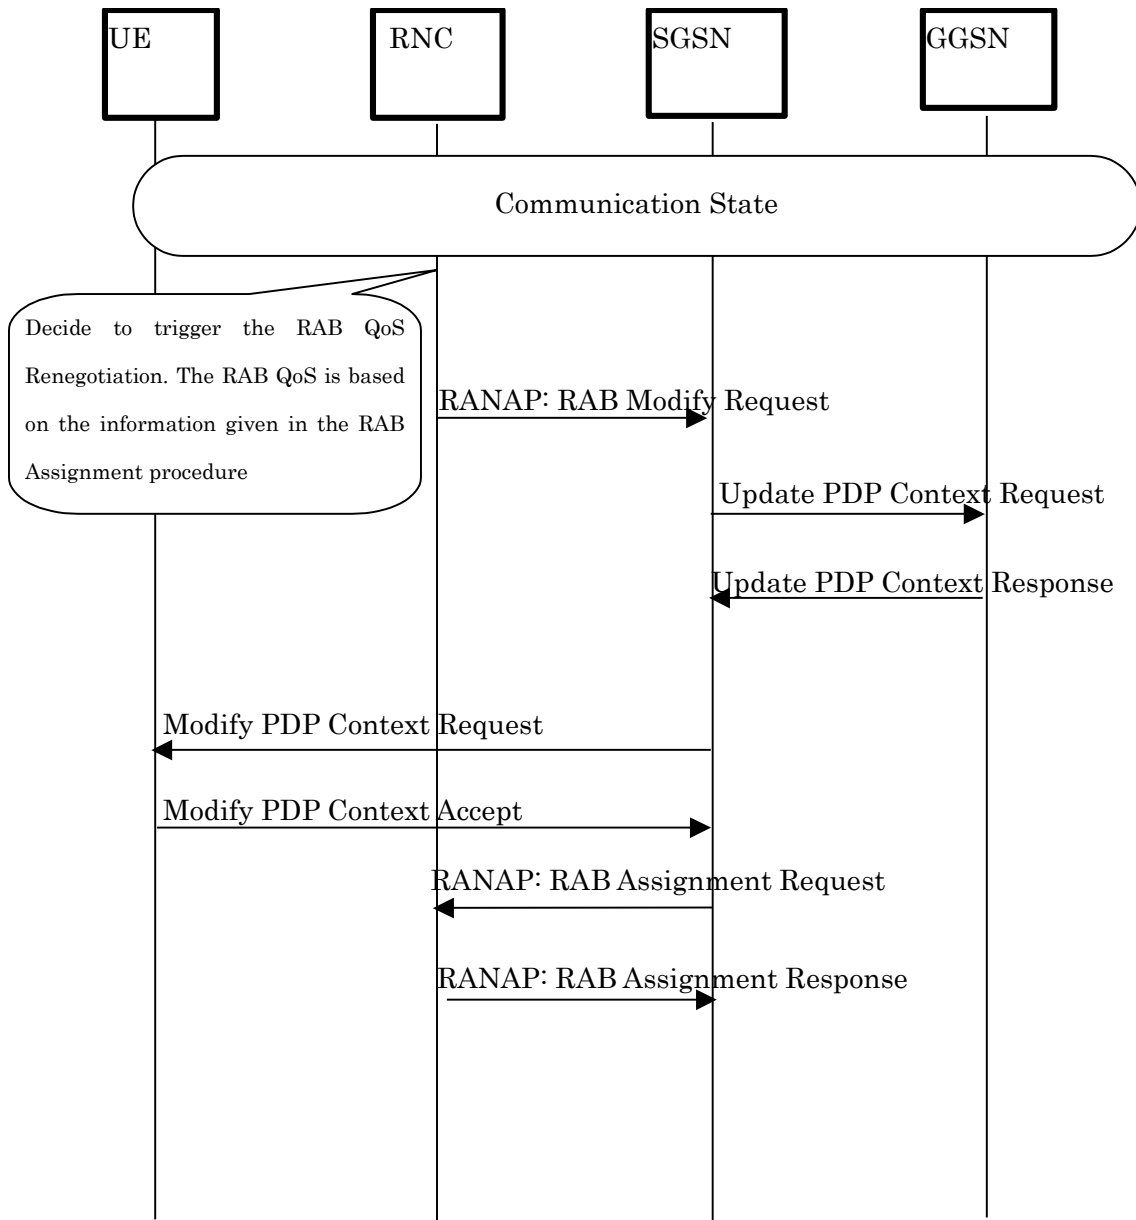 UE
RNC
SGSN
GGSN
Communication State
Decide to trigger the RAB QoS
Renegotiation. The RAB QoS is based
on the information given in the RAB
Assignment procedure
RANAP: RAB Modify Request
Update PDP Context Request
Update PDP Context Response
Modify PDP Context Request
Modify PDP Context Accept
RANAP: RAB Assignment Request
RANAP: RAB Assignment Response